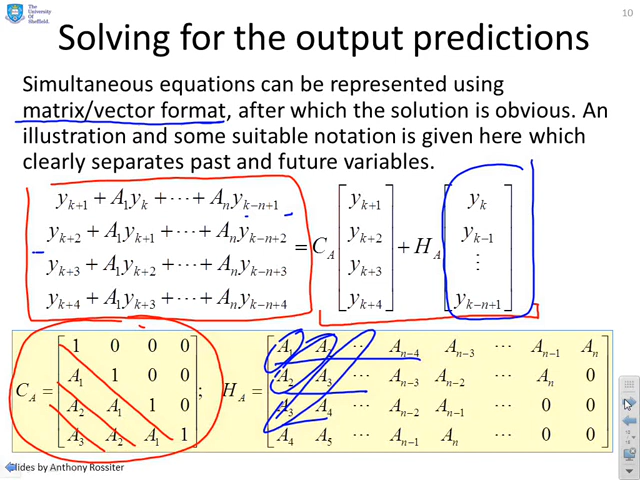 The University Of Sheffield.
10
Solving for the output predictions
Simultaneous equations can be represented using
matrix/vector format, after which the solution is obvious. An
illustration and some suitable notation is given here which
clearly separates past and future variables.
y_{k+1} + A_1 y_k + ⋯ + A_n y_{k-n+1}
y_{k+2} + A_1 y_{k+1} + ⋯ + A_n y_{k-n+2}
y_{k+3} + A_1 y_{k+2} + ⋯ + A_n y_{k-n+3}
y_{k+4} + A_1 y_{k+3} + ⋯ + A_n y_{k-n+4}
= C_A [ y_{k+1} y_{k+2} y_{k+3} y_{k+4} ] + H_A [ y_k y_{k-1} ⋮ y_{k-n+1} ]
C_A = [
1 0 0 0
A_1 1 0 0
A_2 A_1 1 0
A_3 A_2 A_1 1
] ; H_A = [
A_1 A_2 ⋯ A_{n-4} A_{n-3} ⋯ A_{n-1} A_n
A_2 A_3 ⋯ A_{n-3} A_{n-2} ⋯ A_n 0
A_3 A_4 ⋯ A_{n-2} A_{n-1} ⋯ 0 0
A_4 A_5 ⋯ A_{n-1} A_n ⋯ 0 0
]
lides by Anthony Rossiter